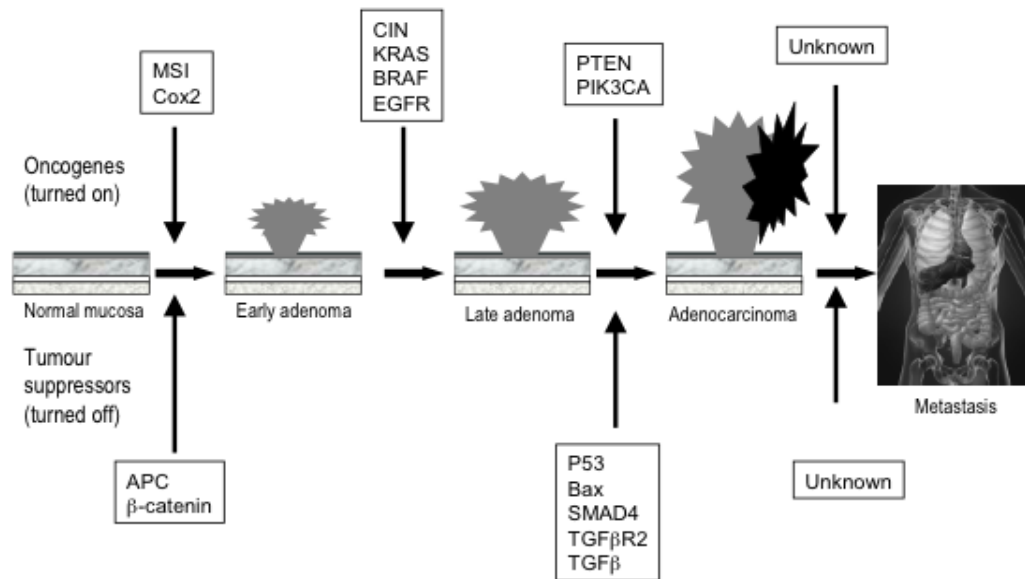 CIN
KRAS
BRAF
EGFR
MSI
Cox2
PTEN
PIK3CA
Unknown
Oncogenes
(turned on)
Normal mucosa
Early adenoma
Late adenoma
Adenocarcinoma
Metastasis
Tumour
suppressors
(turned off)
APC
β-catenin
P53
Bax
SMAD4
TGFβR2
TGFβ
Unknown